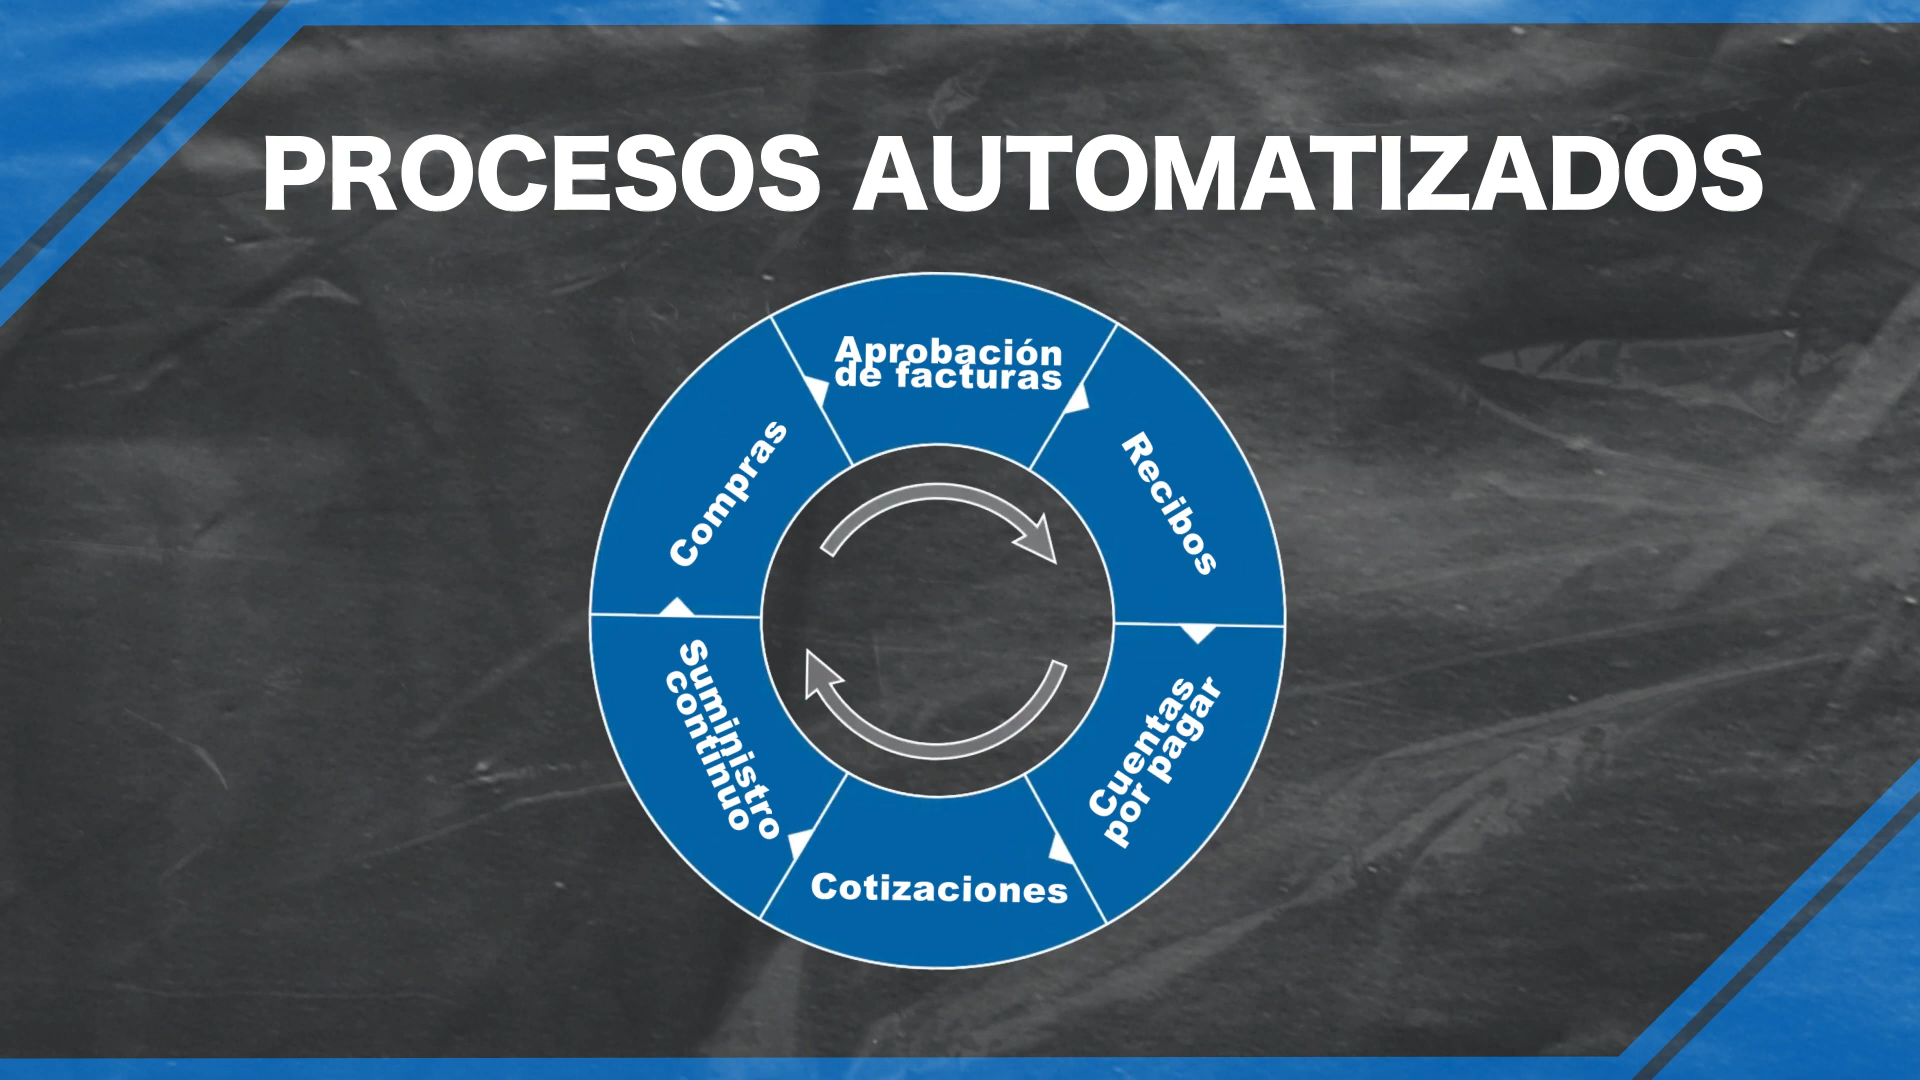 PROCESOS AUTOMATIZADOS
Aprobación
de facturas
Recibos
Cuentas
por pagar
Cotizaciones
Suministro
continuo
Compras